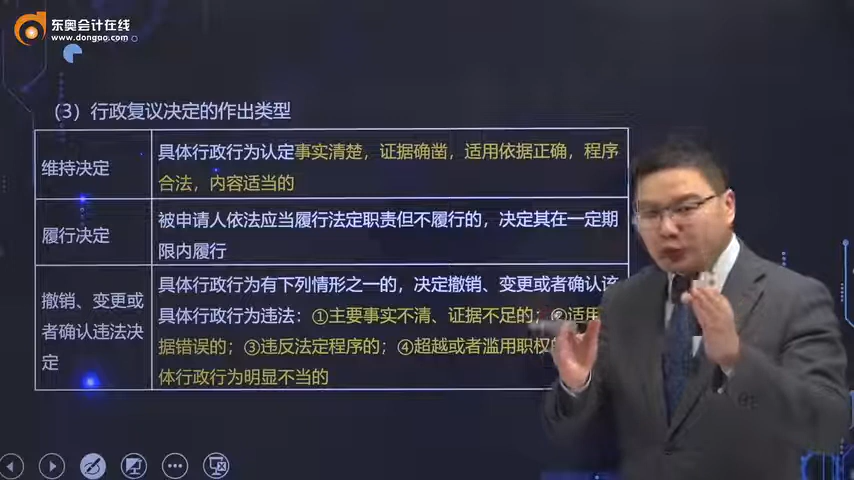 东奥会计在线
www.dongao.com
（3）行政复议决定的作出类型
维持决定
具体行政行为认定事实清楚，证据确凿，适用依据正确，程序
合法，内容适当的
履行决定
被申请人依法应当履行法定职责但不履行的，决定其在一定期
限内履行
撤销、变更或
者确认违法决
定
具体行政行为有下列情形之一的，决定撤销、变更或者确认该
具体行政行为违法：①主要事实不清、证据不足的；②适用
据错误的；③违反法定程序的；④超越或者滥用职权
体行政行为明显不当的